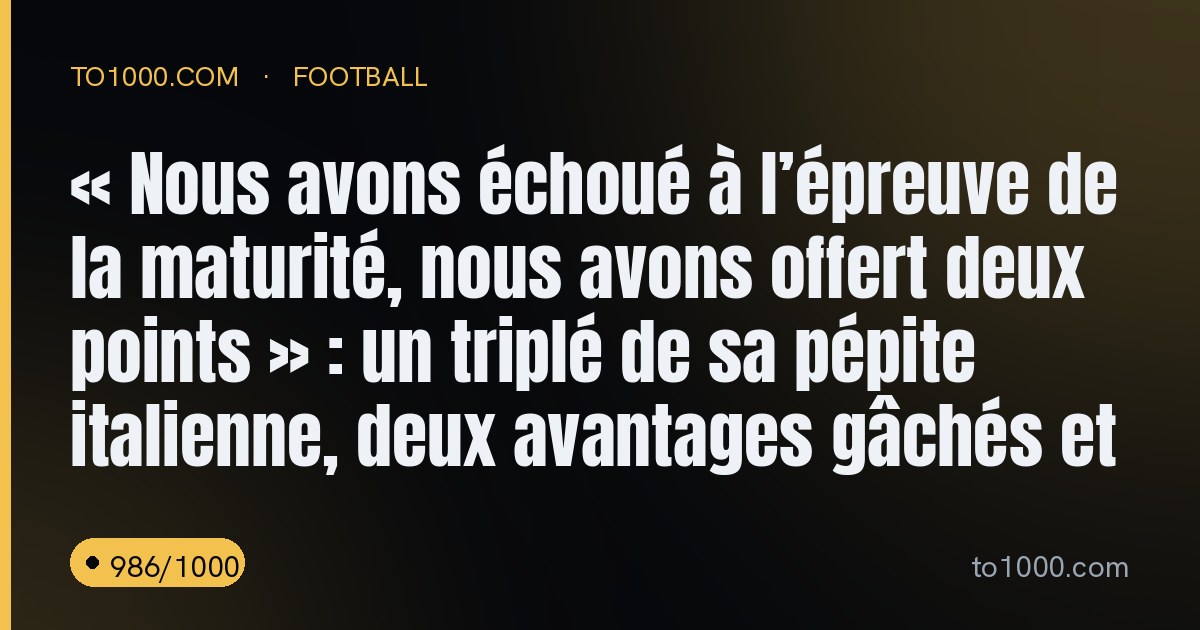 TO1000.COM · FOOTBALL
« Nous avons échoué à l’épreuve de
la maturité, nous avons offert deux
points » : un triplé de sa pépite
italienne, deux avantages gâchés et
986/1000
to1000.com